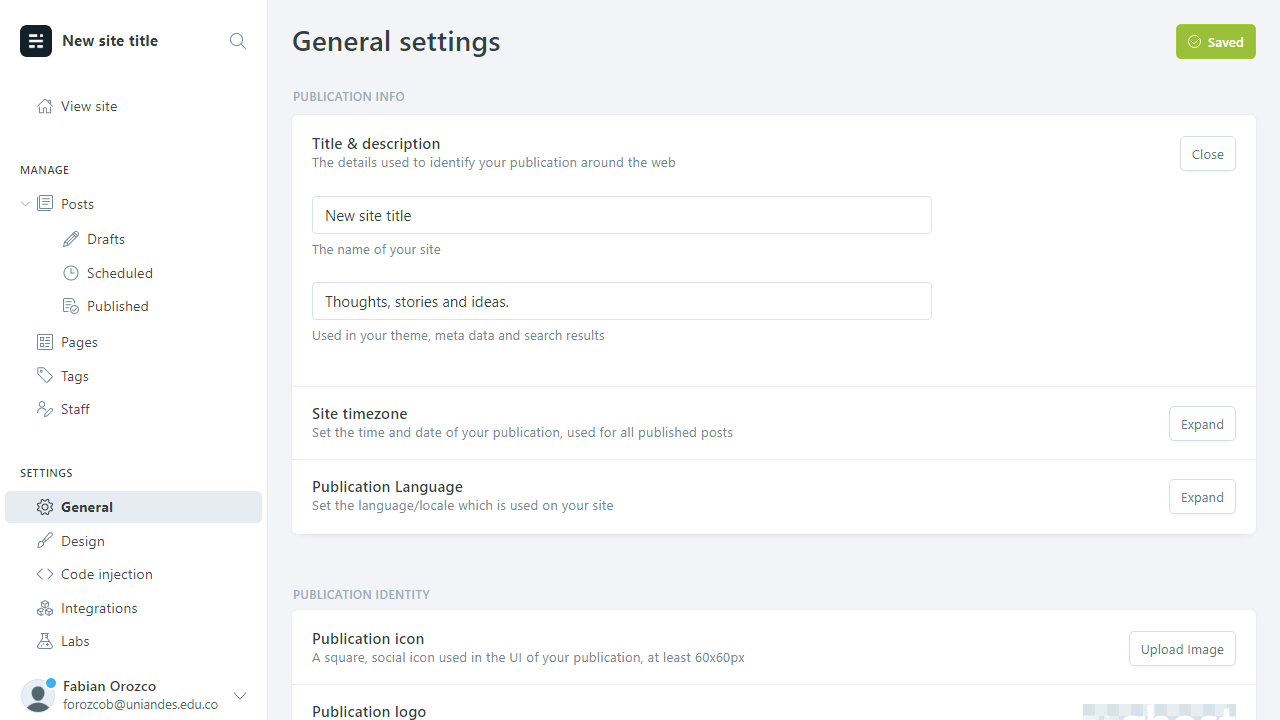 New site title
View site
MANAGE
Posts
Drafts
Scheduled
Published
Pages
Tags
Staff
SETTINGS
General
Design
Code injection
Integrations
Labs
Fabian Orozco
forozcob@uniandes.edu.co
General settings
Saved
PUBLICATION INFO
Title & description
The details used to identify your publication around the web
Close
New site title
The name of your site
Thoughts, stories and ideas.
Used in your theme, meta data and search results
Site timezone
Set the time and date of your publication, used for all published posts
Expand
Publication Language
Set the language/locale which is used on your site
Expand
PUBLICATION IDENTITY
Publication icon
A square, social icon used in the UI of your publication, at least 60x60px
Upload Image
Publication logo